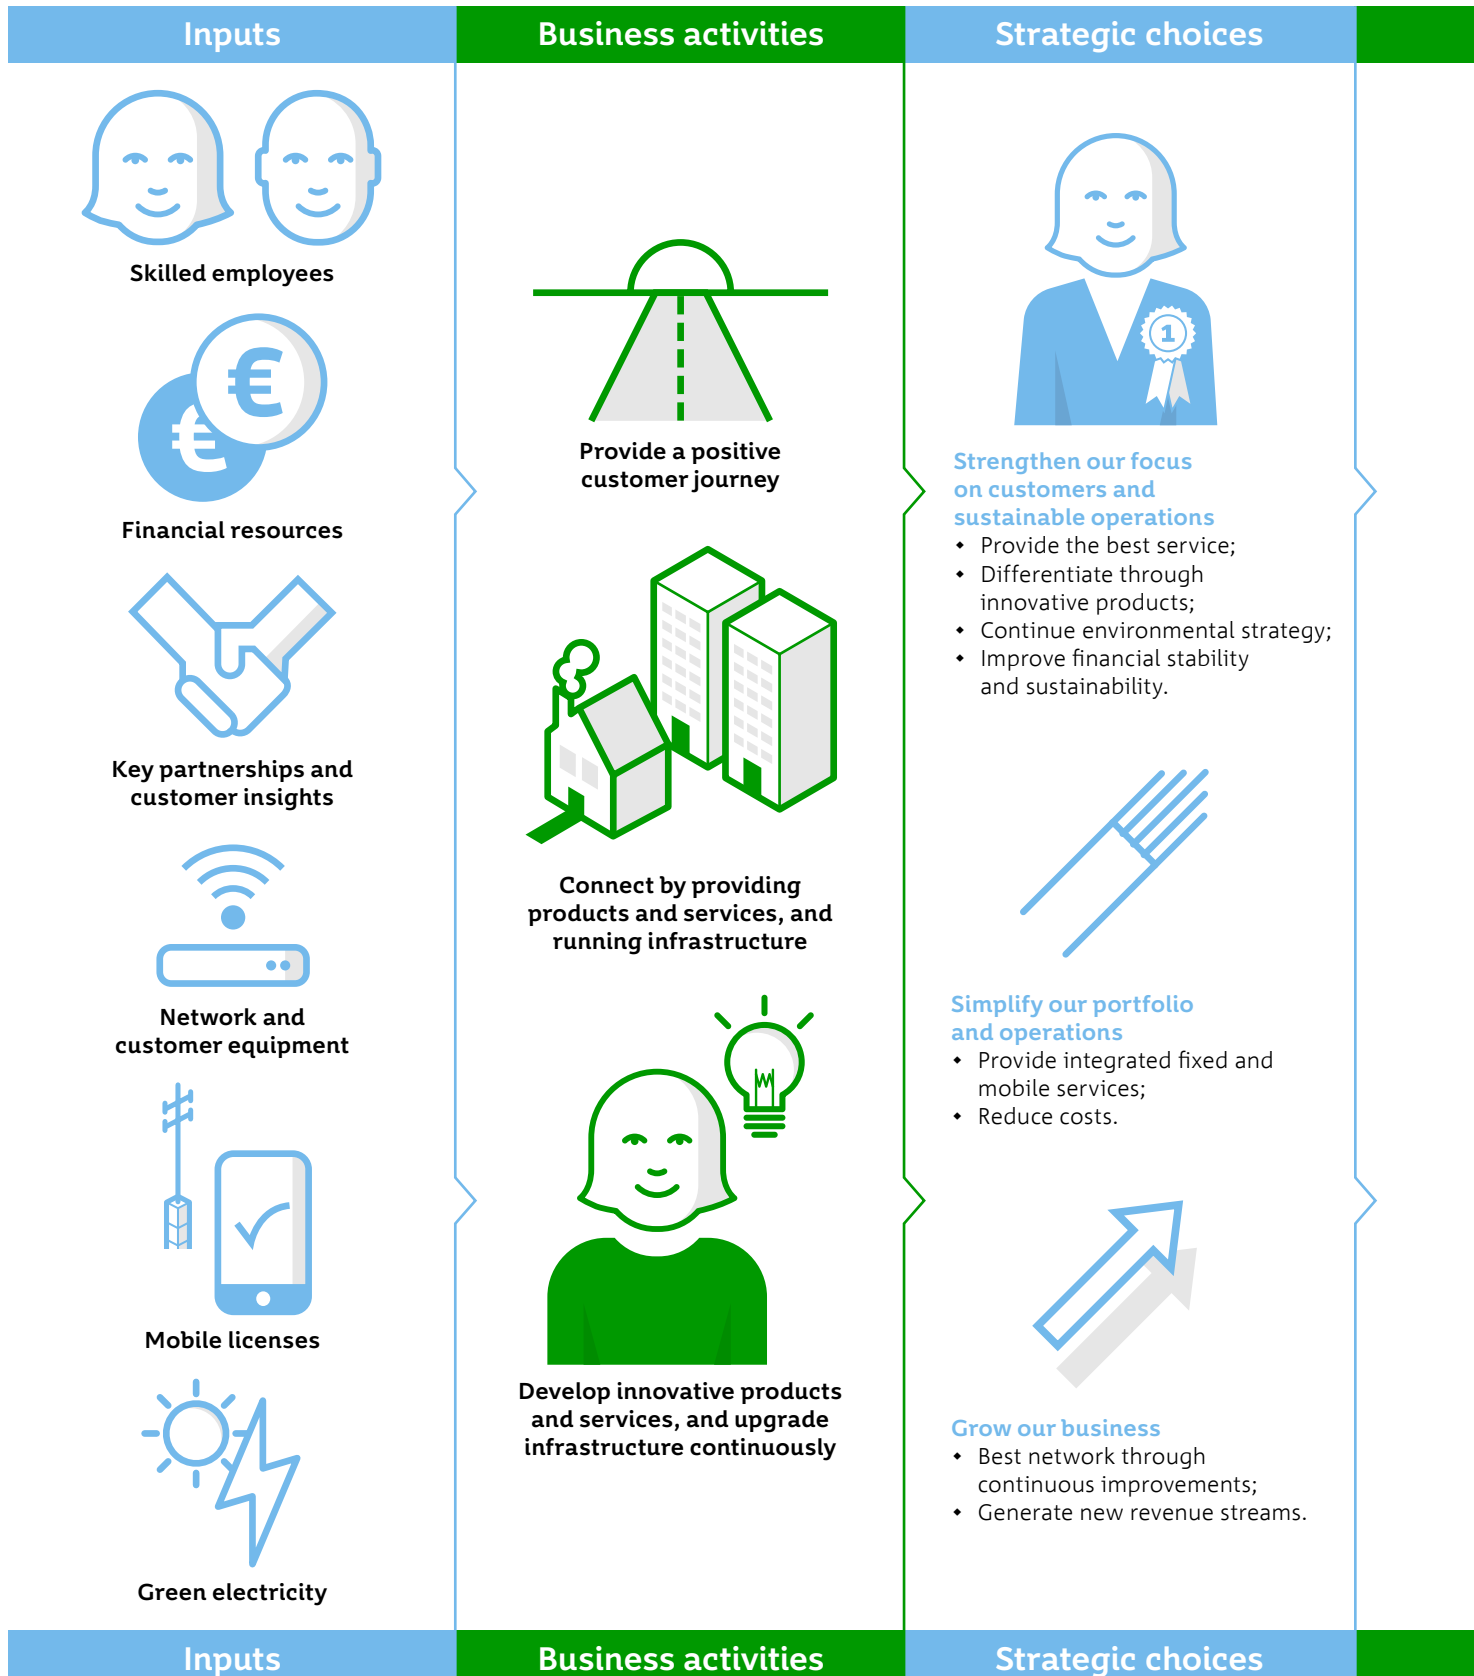 Inputs
Business activities
Strategic choices
Skilled employees
€
€
Financial resources
Key partnerships and
customer insights
Network and
customer equipment
Mobile licenses
Green electricity
Provide a positive
customer journey
Connect by providing
products and services, and
running infrastructure
Develop innovative products
and services, and upgrade
infrastructure continuously
1
Strengthen our focus
on customers and
sustainable operations
• Provide the best service;
• Differentiate through
innovative products;
• Continue environmental strategy;
• Improve financial stability
and sustainability.
Simplify our portfolio
and operations
• Provide integrated fixed and
mobile services;
• Reduce costs.
Grow our business
• Best network through
continuous improvements;
• Generate new revenue streams.
Inputs
Business activities
Strategic choices